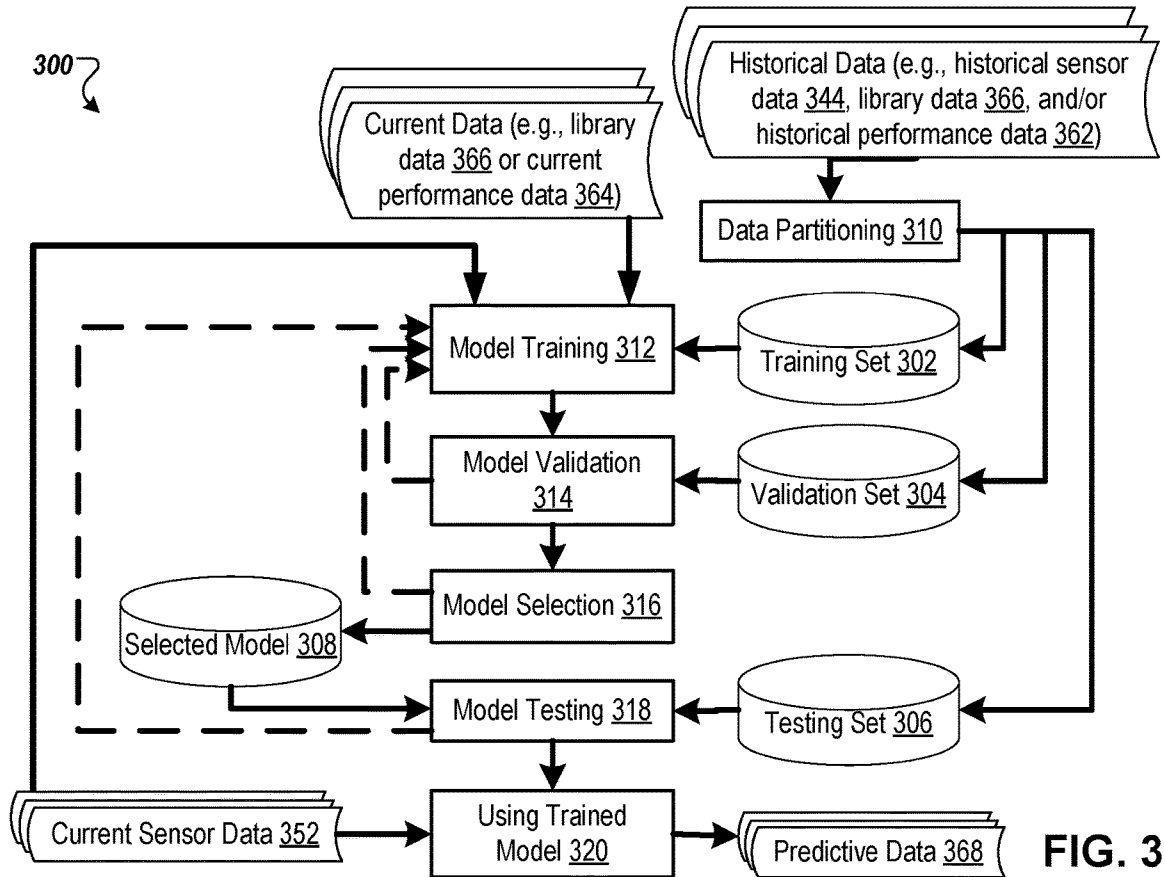 300
Historical Data (e.g., historical sensor
data 344, library data 366, and/or
historical performance data 362)
Current Data (e.g., library
data 366 or current
performance data 364)
Data Partitioning 310
Model Training 312
Training Set 302
Model Validation
314
Validation Set 304
Model Selection 316
Selected Model 308
Model Testing 318
Testing Set 306
Current Sensor Data 352
Using Trained
Model 320
Predictive Data 368
FIG. 3